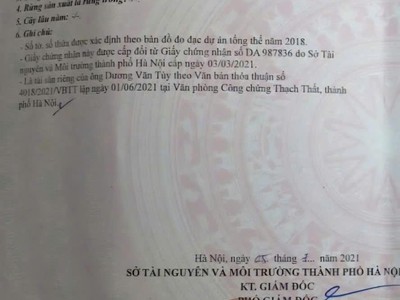 4. Rừng sản xuất là rừng trồng:
5. Cây lâu năm: -/-
6. Ghi chú:
- Số tờ, số thửa được xác định theo bản đồ đo đạc dự án tổng thể năm 2018.
- Giấy chứng nhận này được cấp đổi từ Giấy chứng nhận số DA 987836 do Sở Tài
nguyên và Môi trường thành phố Hà Nội cấp ngày 03/03/2021.
- Là tài sản riêng của ông Dương Văn Tùy theo Văn bản thỏa thuận số
4018/2021/VBTT lập ngày 01/06/2021 tại Văn phòng Công chứng Thạch Thất, thành
phố Hà Nội
Hà Nội, ngày tháng năm 2021
SỞ TÀI NGUYÊN VÀ MÔI TRƯỜNG THÀNH PHỐ HÀ NỘI
KT. GIÁM ĐỐC
PHÓ GIÁM ĐỐC